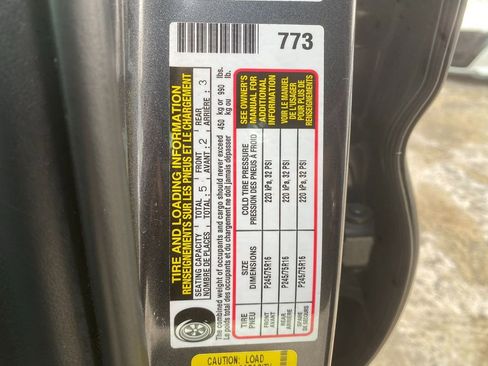 773
TIRE AND LOADING INFORMATION
RENSEIGNEMENTS SUR LES PNEUS ET LE CHARGEMENT
SEATING CAPACITY TOTAL: 5 FRONT 2 REAR 3
NOMBRE DE PLACES TOTAL: AVANT: ARRIÈRE:
The combined weight of occupants and cargo should never exceed 450 kg or 990 lbs.
Le poids total des occupants et du chargement ne doit jamais dépasser kg ou lb.
TIRE
PNEU
SIZE
DIMENSIONS
COLD TIRE PRESSURE
PRESSION DES PNEUS À FROID
SEE OWNER'S
MANUAL FOR
ADDITIONAL
INFORMATION
VOIR LE MANUEL
DE L'USAGER
POUR PLUS DE
RENSEIGNEMENTS
FRONT
AVANT
P245/75R16
220 kPa, 32 PSI
REAR
ARRIÈRE
P245/75R16
220 kPa, 32 PSI
SPARE
DE SECOURS
P245/75R16
220 kPa, 32 PSI
CAUTION: LOAD